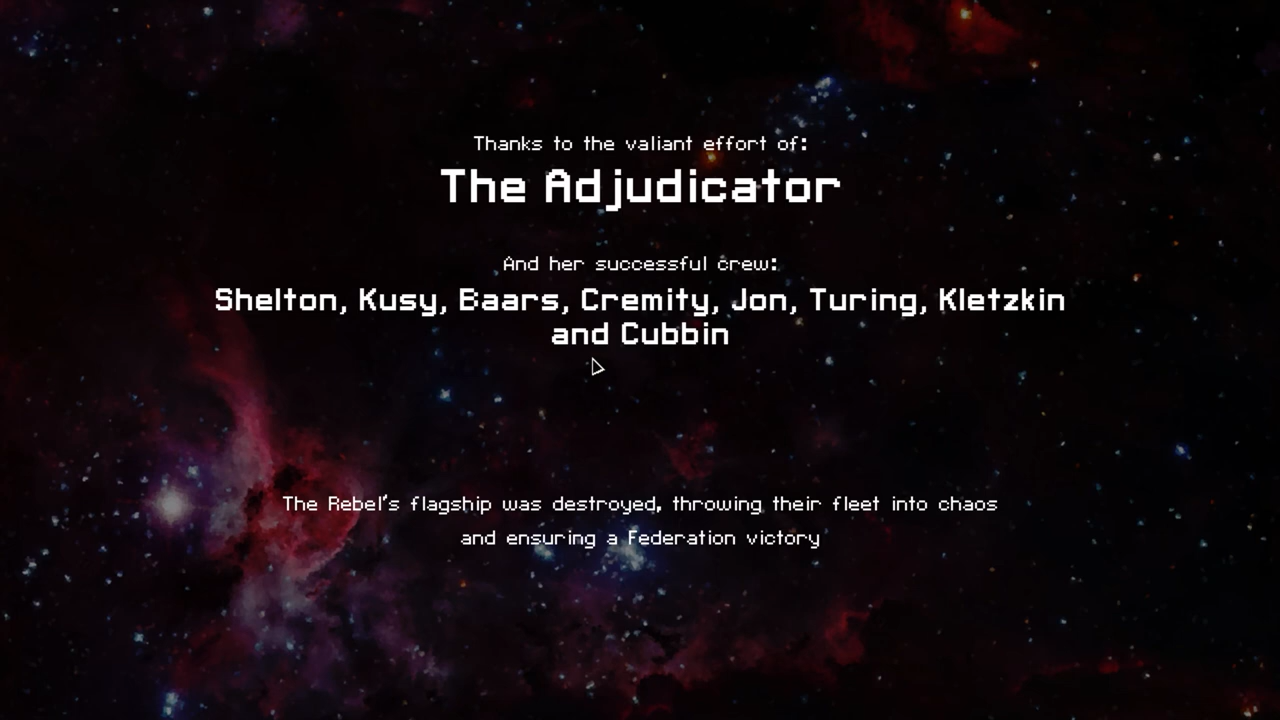 Thanks to the valiant effort of:
The Adjudicator
And her successful crew:
Shelton, Kusy, Baars, Cremity, Jon, Turing, Kletzkin
and Cubbin
The Rebel's flagship was destroyed, throwing their fleet into chaos
and ensuring a Federation victory